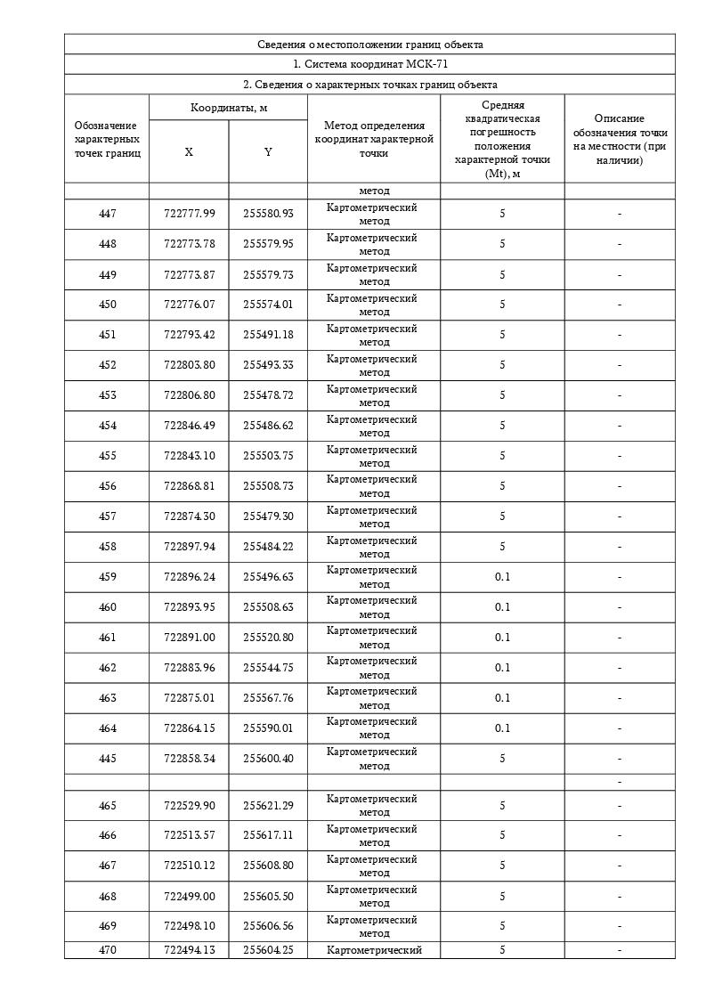 Сведения о местоположении границ объекта
1. Система координат МСК-71
2. Сведения о характерных точках границ объекта
Обозначение
характерных
точек границ
Координаты, м
X Y
Метод определения
координат характерной
точки
Средняя
квадратическая
погрешность
положения
характерной точки
(Mt), м
Описание
обозначения точки
на местности (при
наличии)
метод
447 722777.99 255580.93 Картометрический
метод 5 -
448 722773.78 255579.95 Картометрический
метод 5 -
449 722773.87 255579.73 Картометрический
метод 5 -
450 722776.07 255574.01 Картометрический
метод 5 -
451 722793.42 255491.18 Картометрический
метод 5 -
452 722803.80 255493.33 Картометрический
метод 5 -
453 722806.80 255478.72 Картометрический
метод 5 -
454 722846.49 255486.62 Картометрический
метод 5 -
455 722843.10 255503.75 Картометрический
метод 5 -
456 722868.81 255508.73 Картометрический
метод 5 -
457 722874.30 255479.30 Картометрический
метод 5 -
458 722897.94 255484.22 Картометрический
метод 5 -
459 722896.24 255496.63 Картометрический
метод 0.1 -
460 722893.95 255508.63 Картометрический
метод 0.1 -
461 722891.00 255520.80 Картометрический
метод 0.1 -
462 722883.96 255544.75 Картометрический
метод 0.1 -
463 722875.01 255567.76 Картометрический
метод 0.1 -
464 722864.15 255590.01 Картометрический
метод 0.1 -
445 722858.34 255600.40 Картометрический
метод 5 -
-
465 722529.90 255621.29 Картометрический
метод 5 -
466 722513.57 255617.11 Картометрический
метод 5 -
467 722510.12 255608.80 Картометрический
метод 5 -
468 722499.00 255605.50 Картометрический
метод 5 -
469 722498.10 255606.56 Картометрический
метод 5 -
470 722494.13 255604.25 Картометрический 5 -